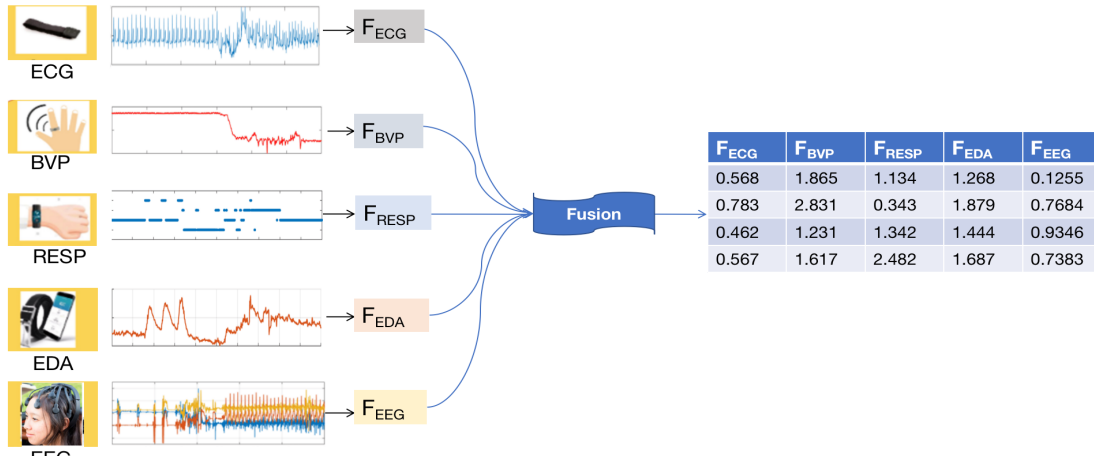 ECG
F_ECG
BVP
F_BVP
RESP
F_RESP
EDA
F_EDA
EEG
F_EEG
Fusion
F_ECG F_BVP F_RESP F_EDA F_EEG
0.568 1.865 1.134 1.268 0.1255
0.783 2.831 0.343 1.879 0.7684
0.462 1.231 1.342 1.444 0.9346
0.567 1.617 2.482 1.687 0.7383